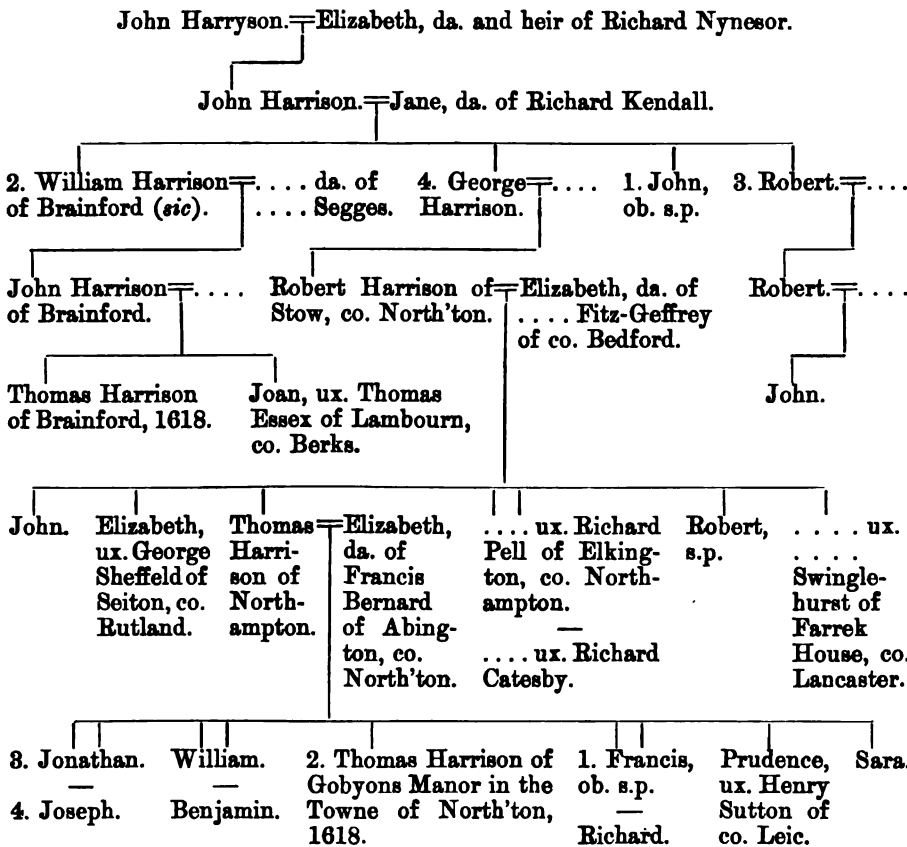 John Harryson.=Elizabeth, da. and heir of Richard Nynesor.
John Harrison.=Jane, da. of Richard Kendall.
2. William Harrison=.... da. of
of Brainford (sic). .... Segges.
4. George=....
Harrison.
1. John,
ob. s.p.
3. Robert.=....
John Harrison=....
of Brainford.
Robert Harrison of=Elizabeth, da. of
Stow, co. North'ton. .... Fitz-Geffrey
of co. Bedford.
Robert.=....
Thomas Harrison
of Brainford, 1618.
Joan, ux. Thomas
Essex of Lambourn,
co. Berks.
John.
John.
Elizabeth,
ux. George
Sheffeld of
Seiton, co.
Rutland.
Thomas=
Harri-
son of
North-
ampton.
Elizabeth,
da. of
Francis
Bernard
of Abing-
ton, co.
North'ton.
.... ux. Richard
Pell of Elking-
ton, co. North-
ampton.
—
.... ux. Richard
Catesby.
Robert,
s.p.
.... ux.
....
Swingle-
hurst of
Farrek
House, co.
Lancaster.
3. Jonathan.
—
4. Joseph.
William.
—
Benjamin.
2. Thomas Harrison of
Gobyons Manor in the
Towne of North'ton,
1618.
1. Francis,
ob. s.p.
—
Richard.
Prudence,
ux. Henry
Sutton of
co. Leic.
Sara.